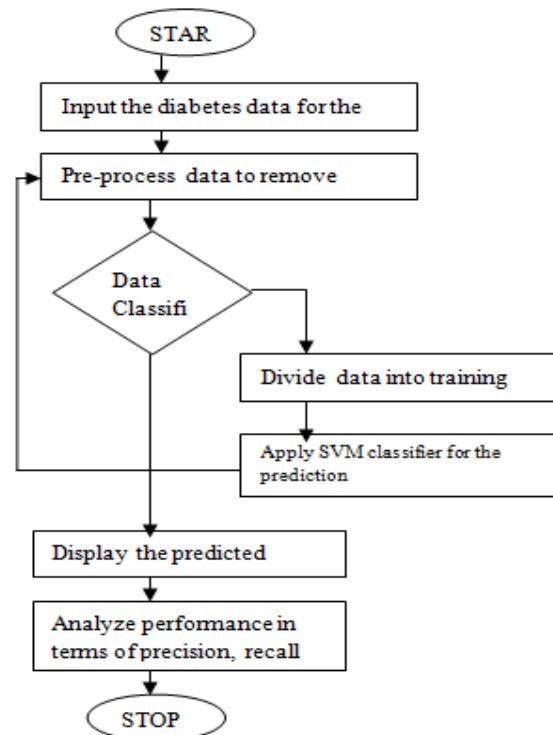 STAR
Input the diabetes data for the
Pre-process data to remove
Data
Classifi
Divide data into training
Apply SVM classifier for the
prediction
Display the predicted
Analyze performance in
terms of precision, recall
STOP